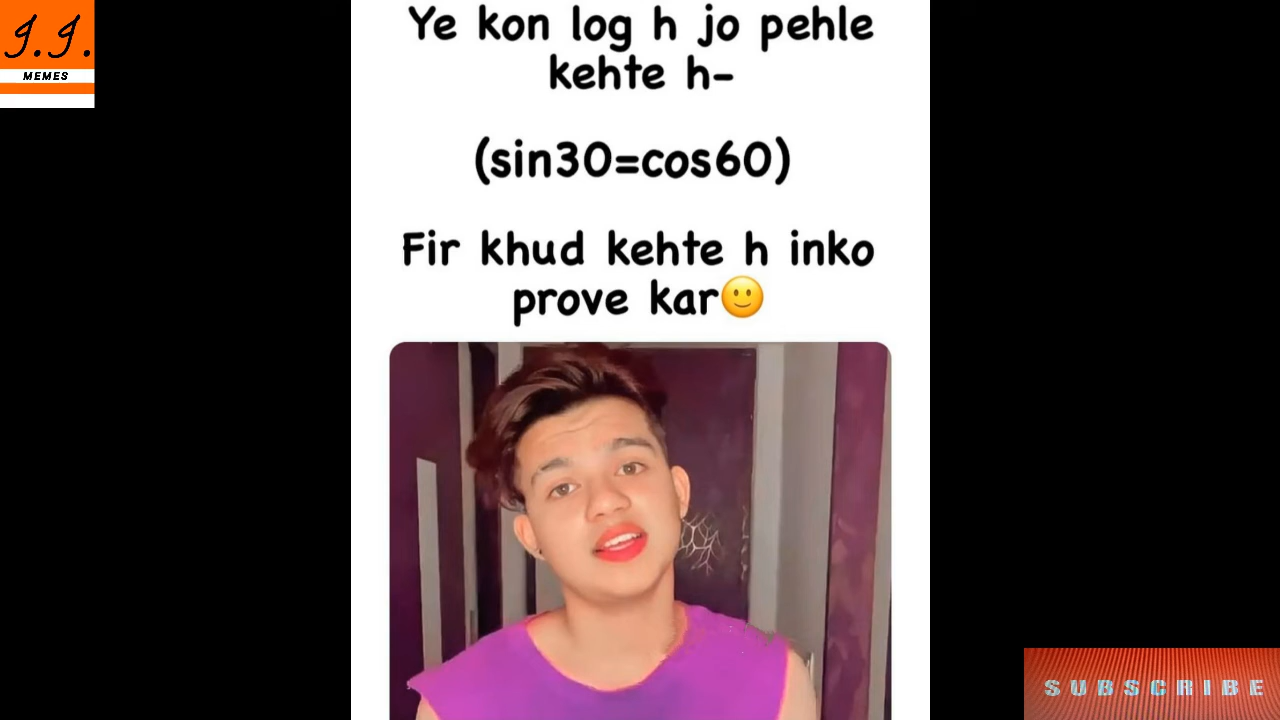 J.J.
MEMES
Ye kon log h jo pehle
kehte h-
(sin30=cos60)
Fir khud kehte h inko
prove kar🙂
SUBSCRIBE